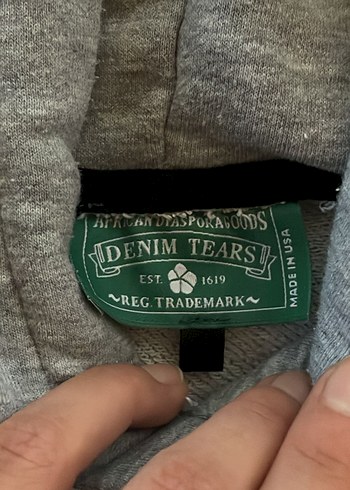 AFRICAN DIASPORA GOODS
DENIM TEARS
EST. 1619
~REG. TRADEMARK~
MADE IN USA